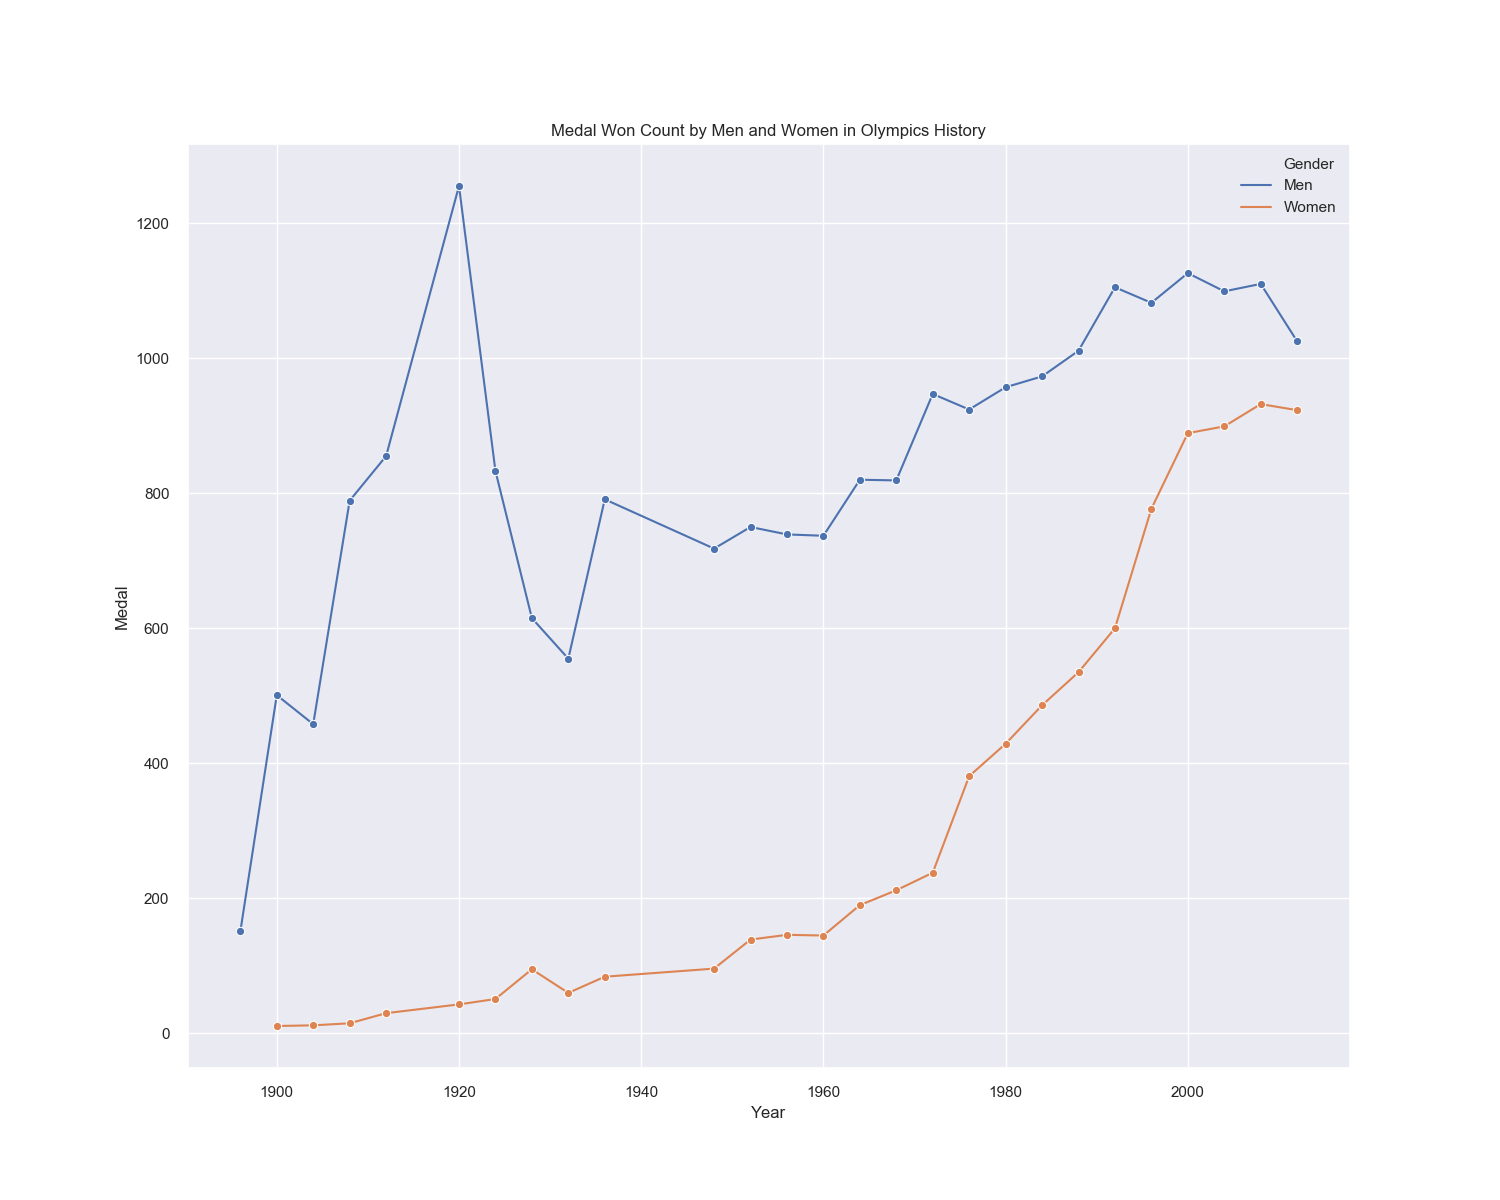 Medal Won Count by Men and Women in Olympics History
Gender
Men
Women
1200
1000
800
600
400
200
0
Medal
1900 1920 1940 1960 1980 2000
Year